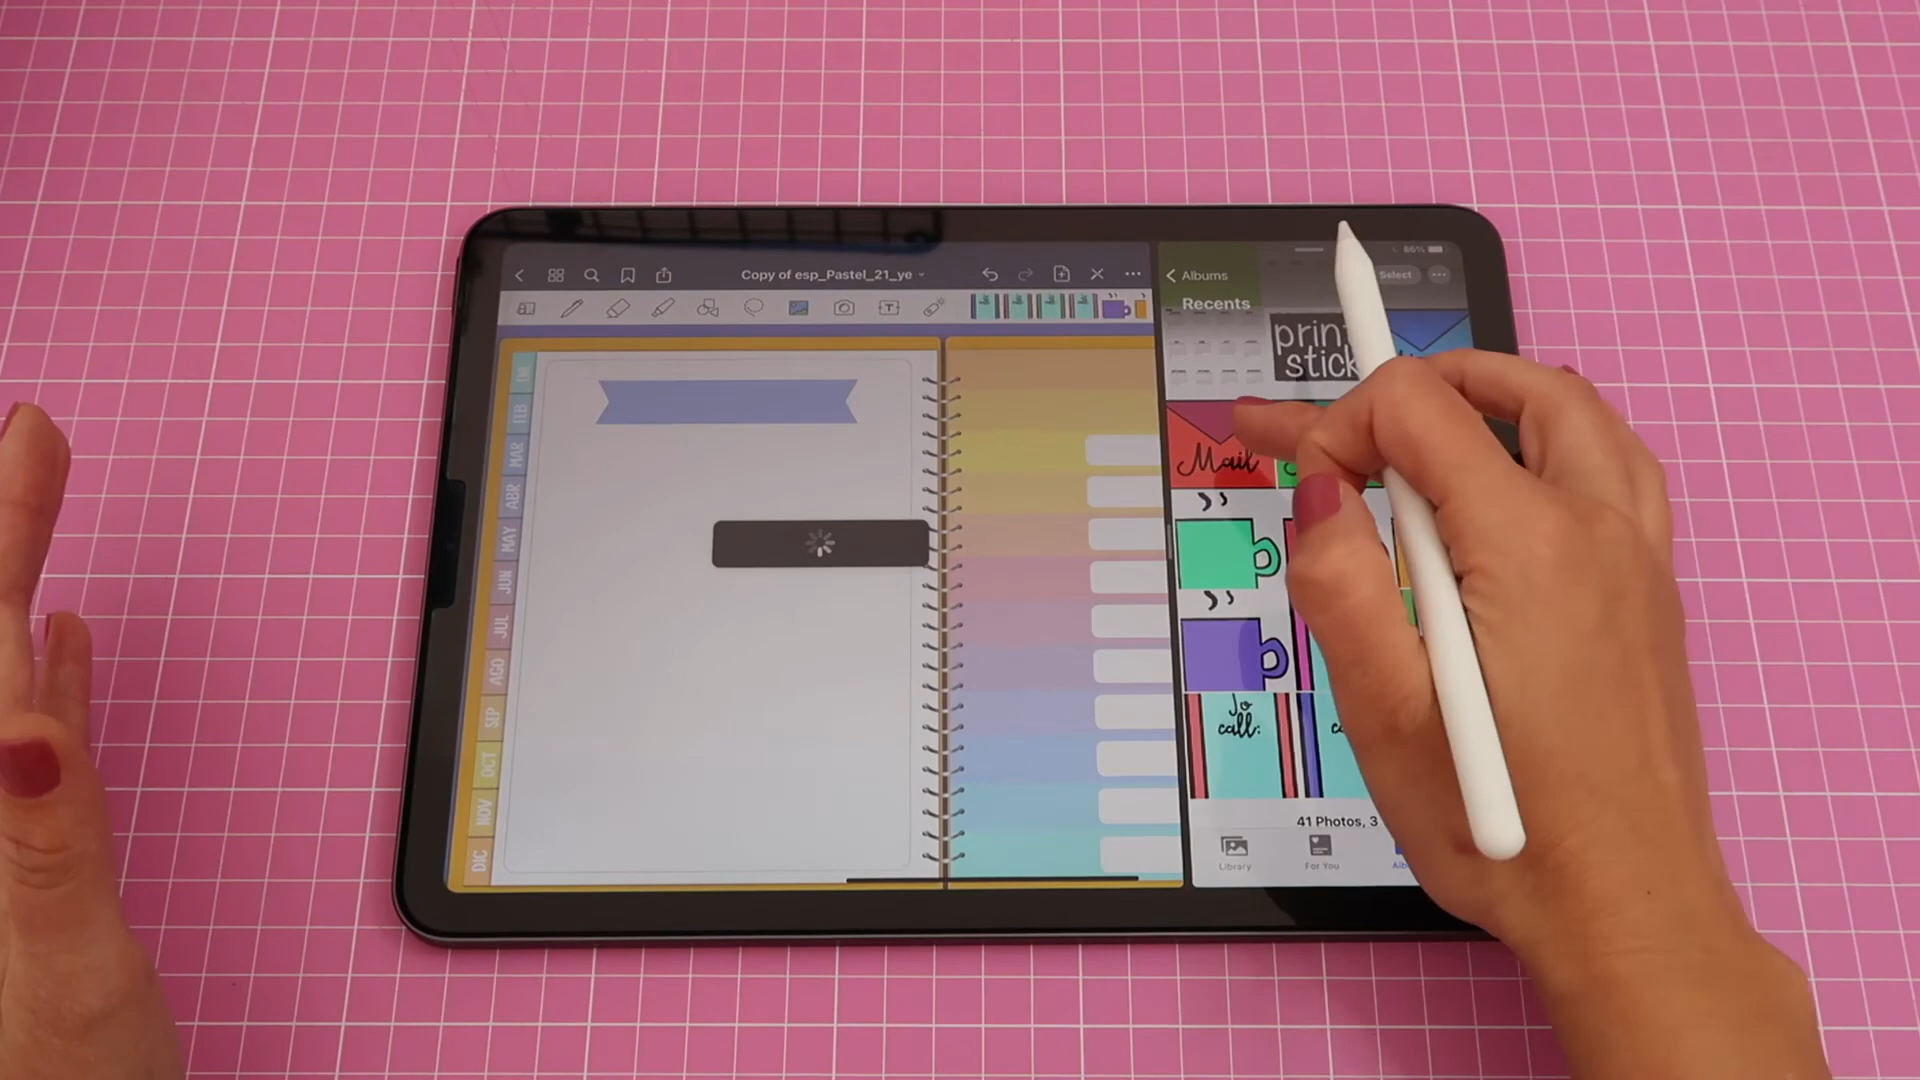 Copy of esp_Pastel_21_ye
Albums
86%
Select
Recents
print
stick
Mail
FEB
MAR
ABR
MAY
JUN
JUL
AGO
SEP
OCT
NOV
DIC
To
call:
41 Photos, 3
Library
For You